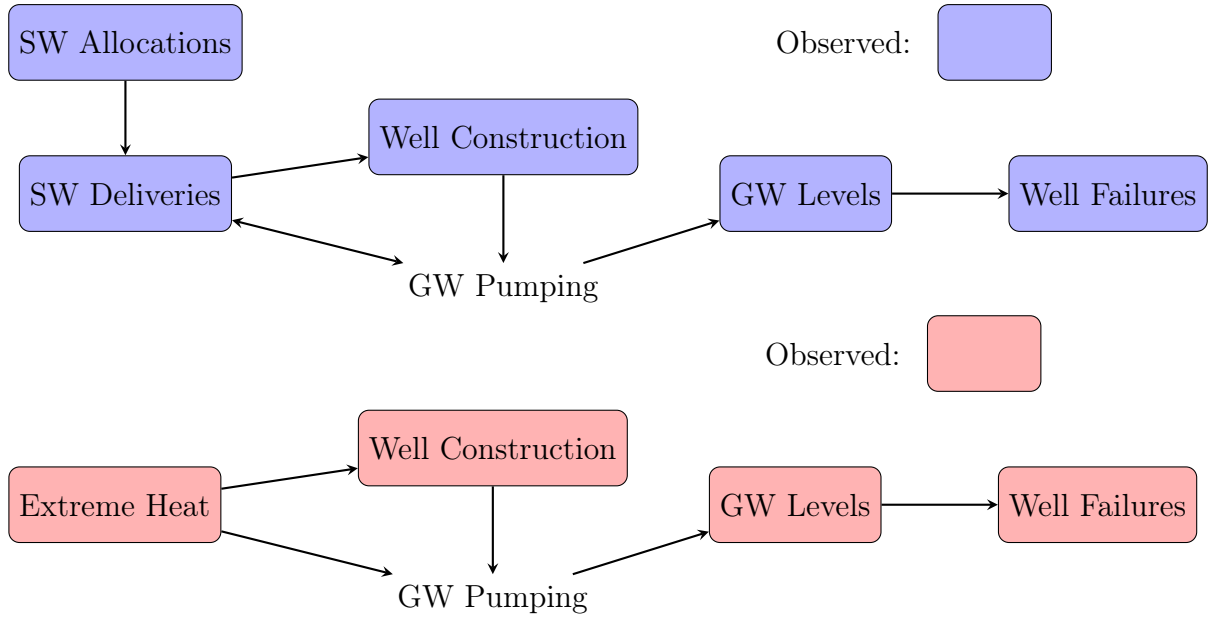 SW Allocations
Observed:
Well Construction
SW Deliveries
GW Levels
Well Failures
GW Pumping
Observed:
Well Construction
Extreme Heat
GW Levels
Well Failures
GW Pumping